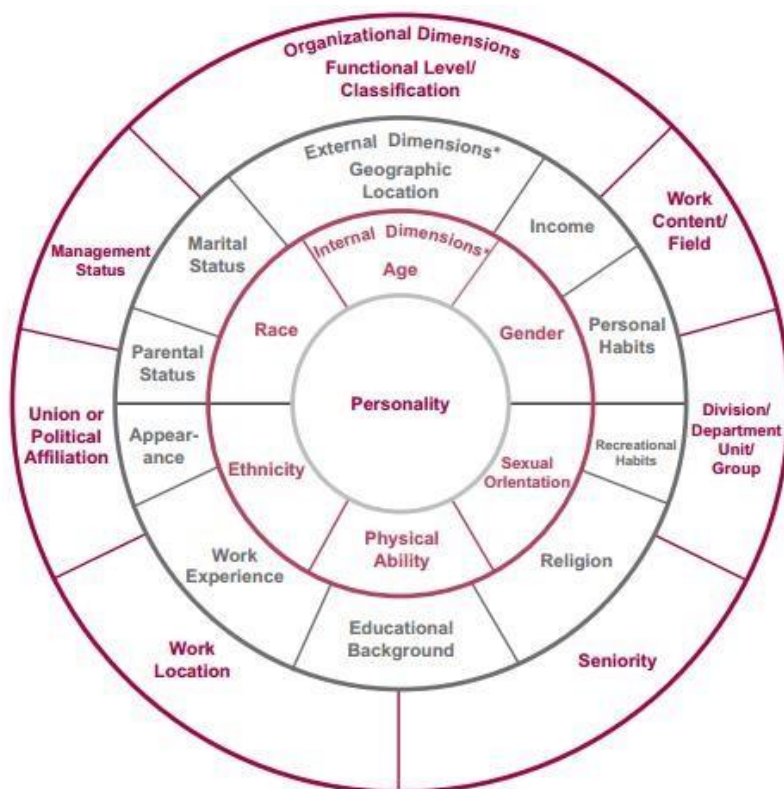 Organizational Dimensions
Functional Level/
Classification
External Dimensions*
Geographic
Location
Income
Work
Content/
Field
Marital
Status
Management
Status
Internal Dimensions*
Age
Race
Gender
Personal
Habits
Parental
Status
Personality
Union or
Political
Affiliation
Appear-
ance
Ethnicity
Sexual
Orlentation
Recreational
Habits
Division/
Department
Unit/
Group
Physical
Ability
Work
Experience
Religion
Educational
Background
Work
Location
Seniority